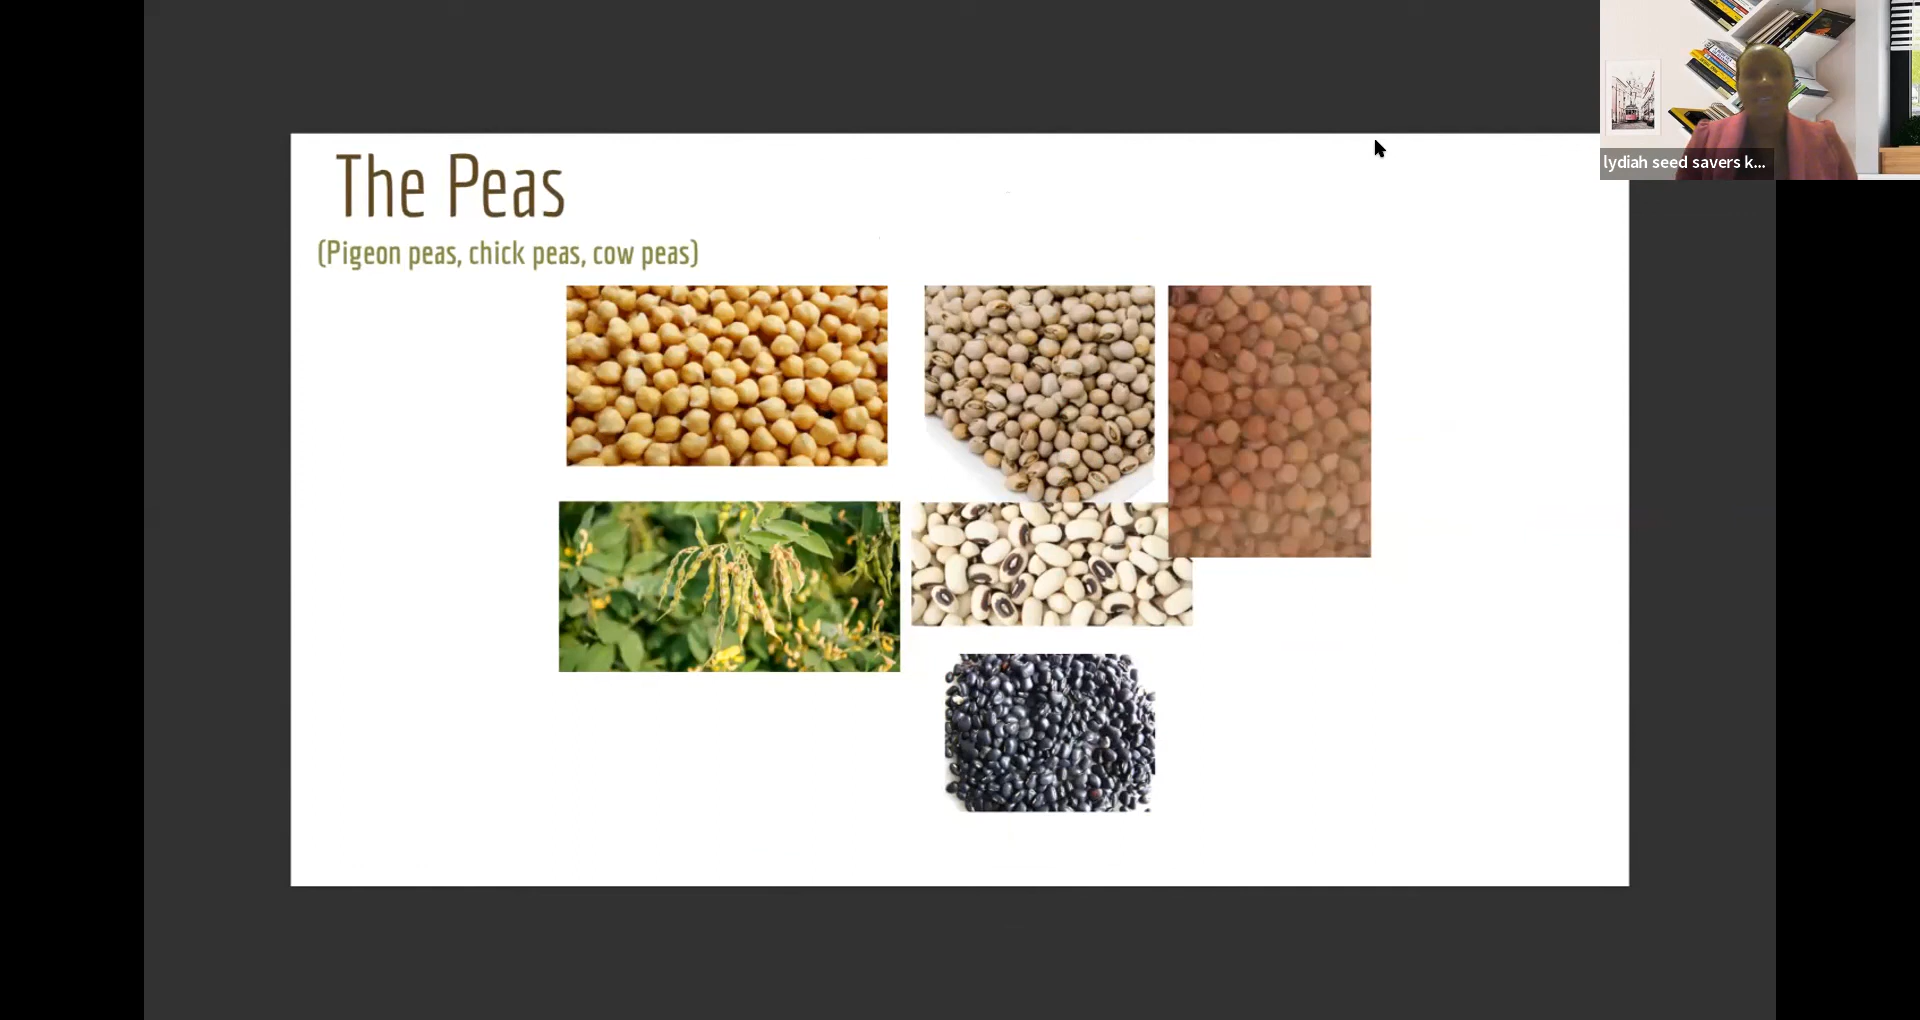 The Peas
(Pigeon peas, chick peas, cow peas)
lydiah seed savers k...